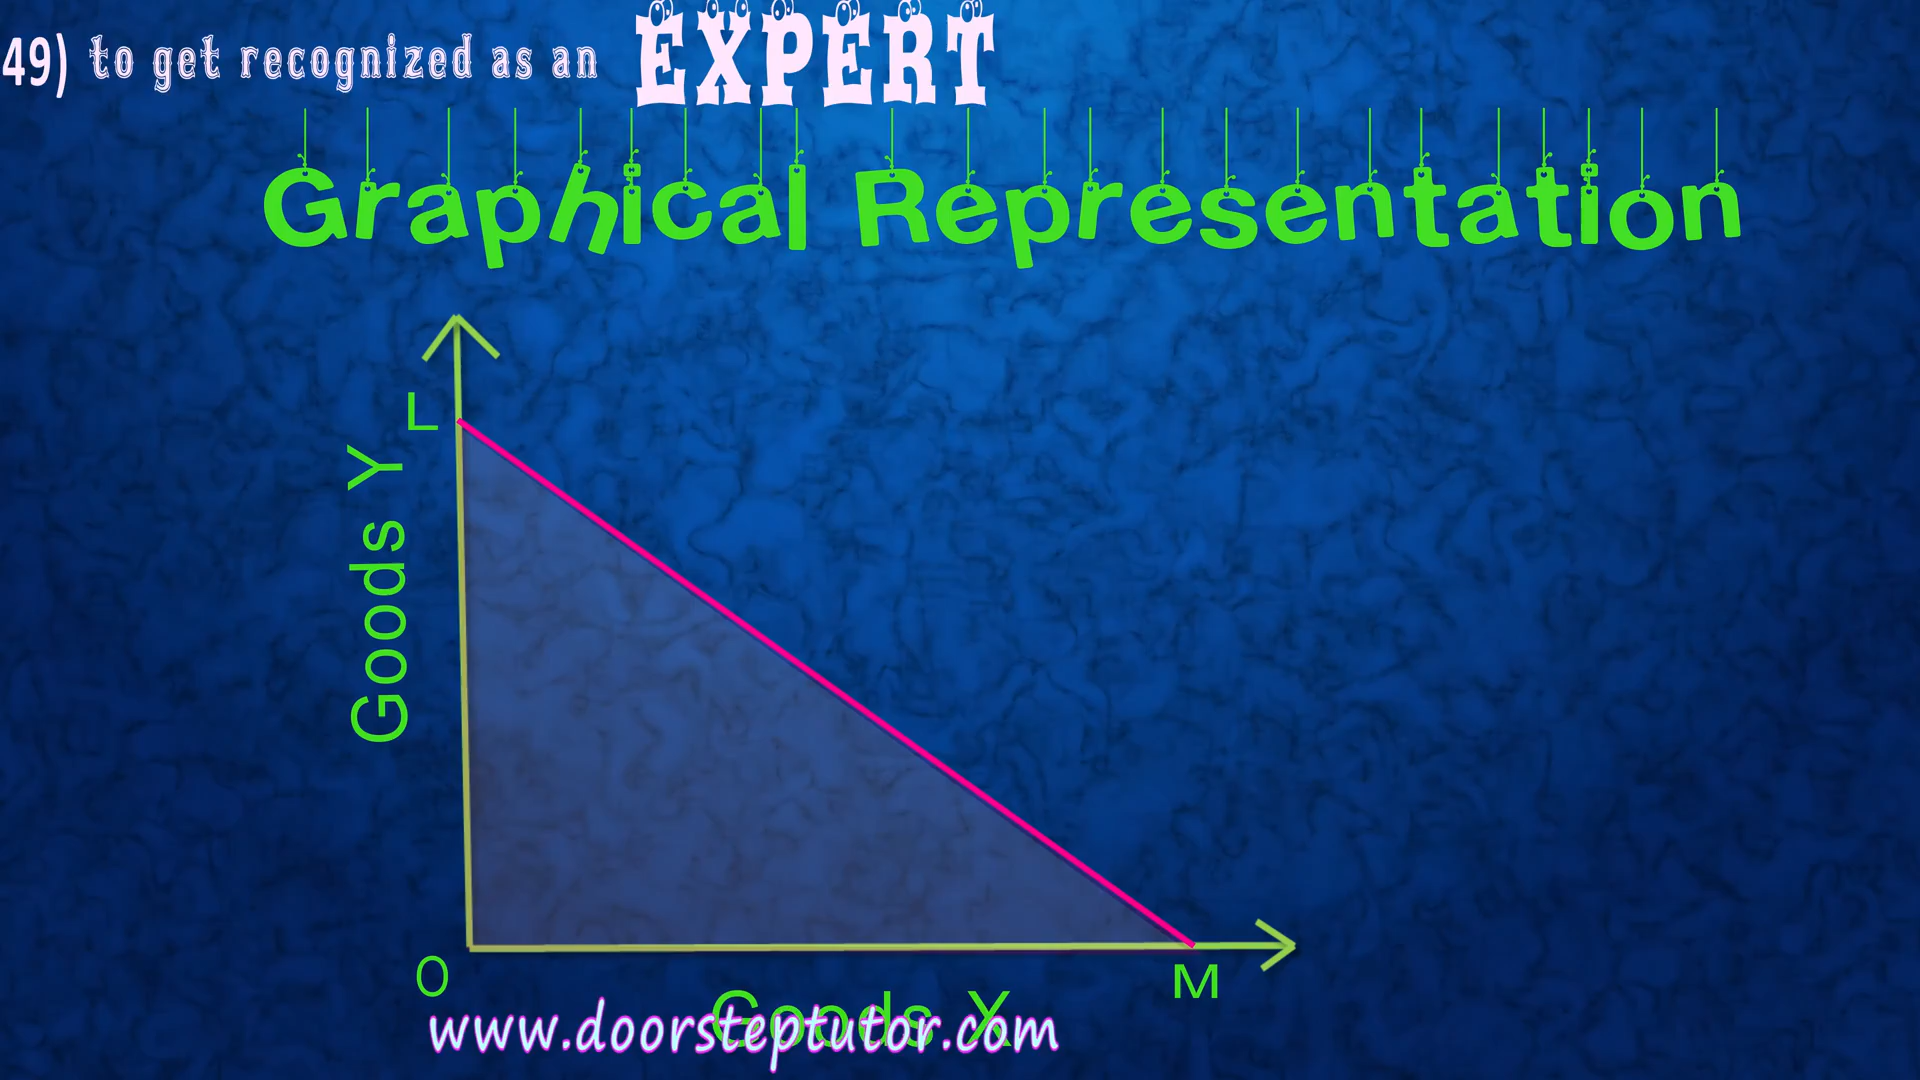 49) to get recognized as an EXPERT
Graphical Representation
L
Goods Y
O
M
Goods X
www.doorsteptutor.com